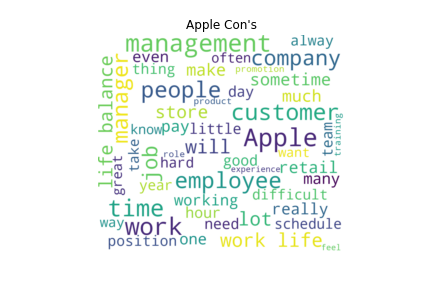 Apple Con's
management
alway
even
often
company
thing
make
promotion
sometime
life balance
manager
people
day
much
product
store
customer
know
pay
little
Apple
team
training
take
job
role
hard
will
good
want
retail
great
experience
year
employee
many
working
difficult
time
hour
really
way
work
need
lot
schedule
position
one
work life
feel